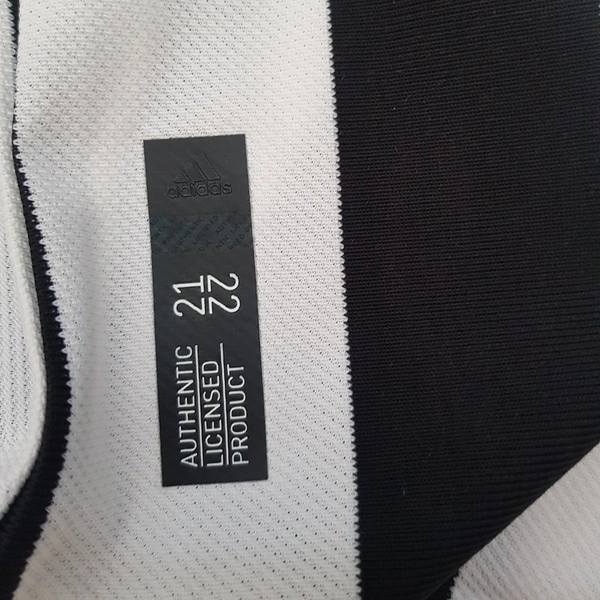 adidas
21
22
AUTHENTIC
LICENSED
PRODUCT